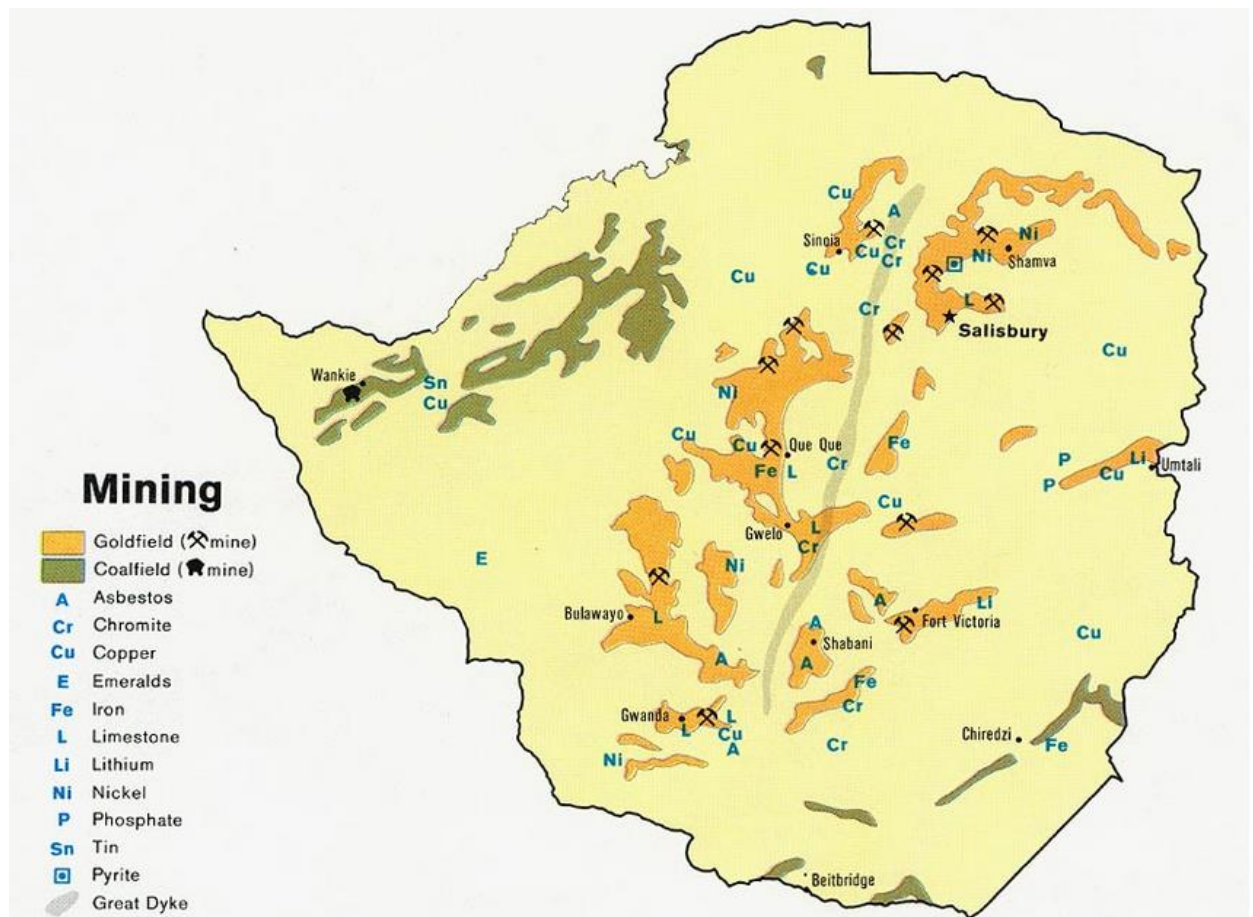 Cu
A
Sinoia
Cu
Cr
Cr
Cu
Cu
Ni
Ni
Shamva
L
Salisbury
Cr
Cu
Wankie
Sn
Cu
Ni
Cu
Cu
Que Que
Fe
L
Cr
Fe
P
P
Li
Cu
Umtali
Cu
Gwelo
L
Cr
Mining
Goldfield (mine)
Coalfield (mine)
A Asbestos
Cr Chromite
Cu Copper
E Emeralds
Fe Iron
L Limestone
Li Lithium
Ni Nickel
P Phosphate
Sn Tin
Pyrite
Great Dyke
E
Ni
Bulawayo
L
A
A
Li
Fort Victoria
A
Shabani
A
Cu
Fe
Cr
Gwanda
L
L
Cu
A
Cr
Ni
Chiredzi
Fe
Beitbridge